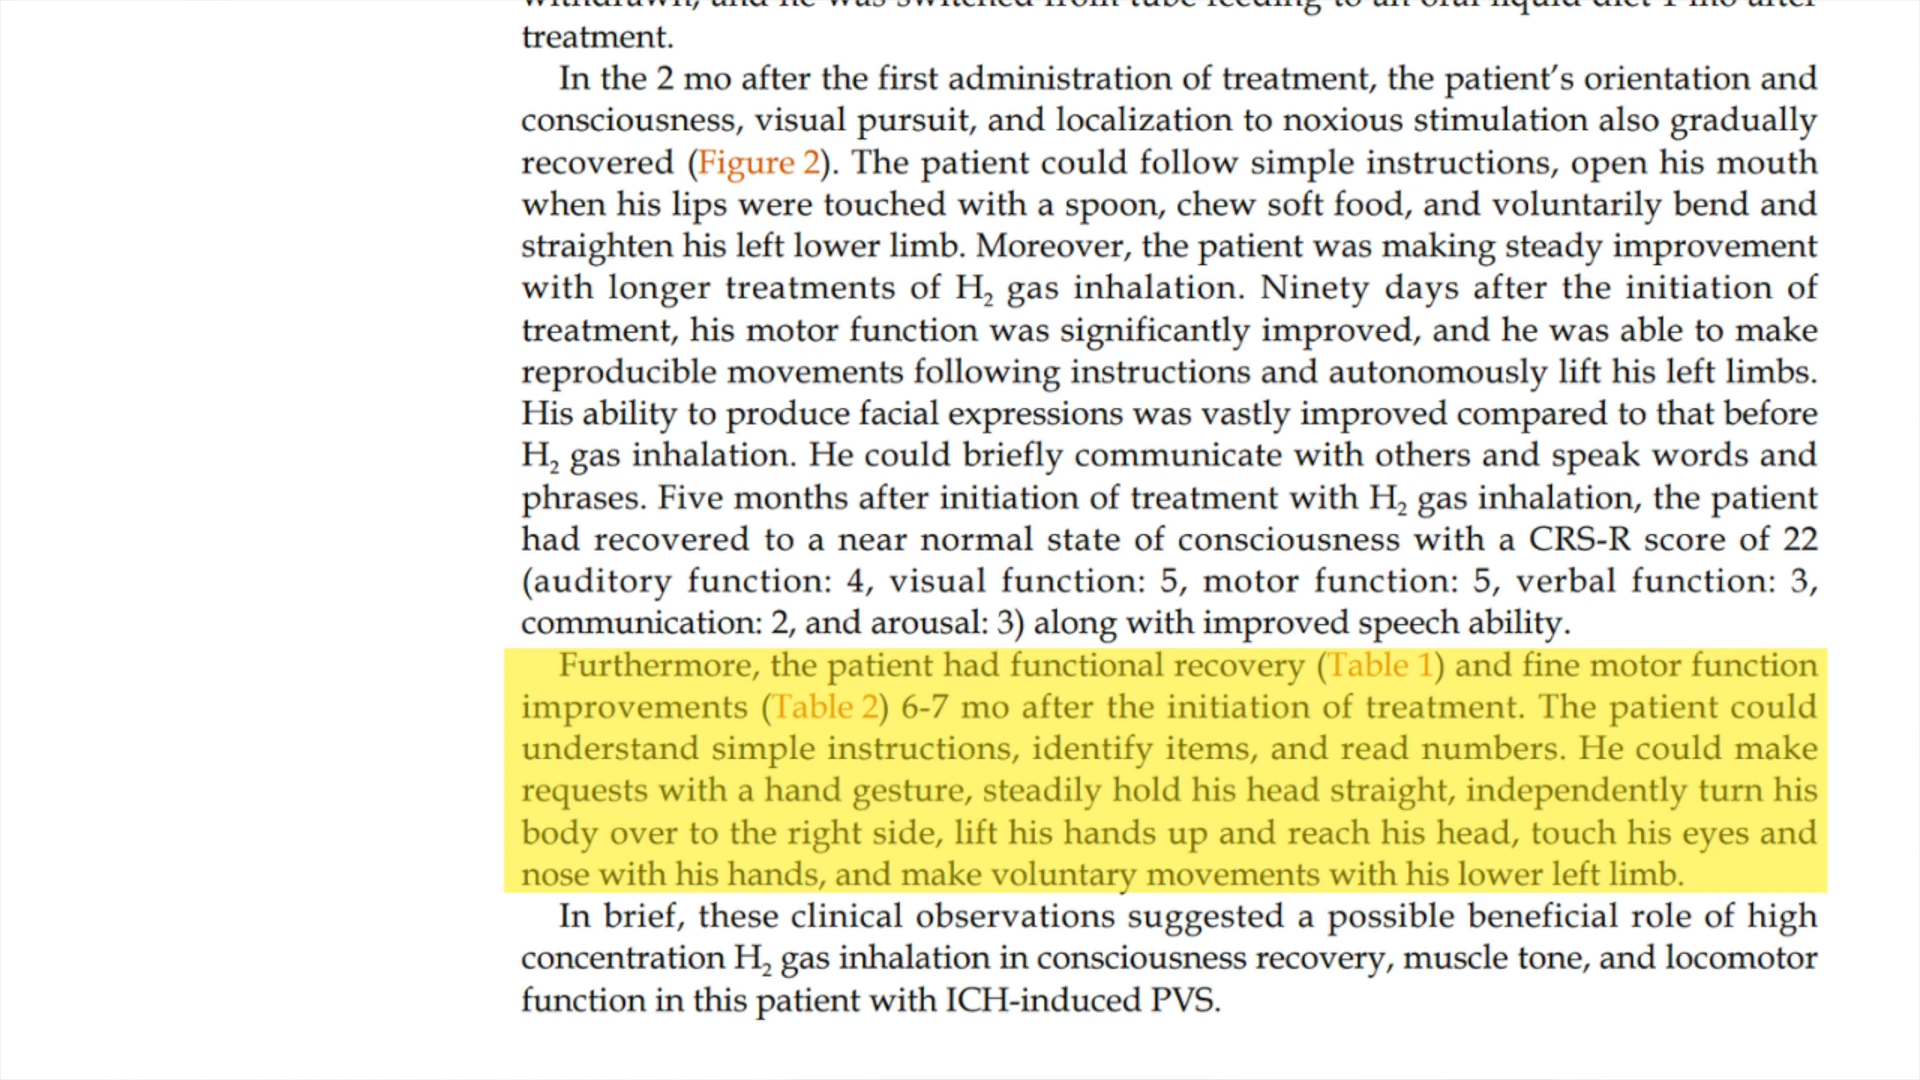 treatment.
In the 2 mo after the first administration of treatment, the patient's orientation and
consciousness, visual pursuit, and localization to noxious stimulation also gradually
recovered (Figure 2). The patient could follow simple instructions, open his mouth
when his lips were touched with a spoon, chew soft food, and voluntarily bend and
straighten his left lower limb. Moreover, the patient was making steady improvement
with longer treatments of H₂ gas inhalation. Ninety days after the initiation of
treatment, his motor function was significantly improved, and he was able to make
reproducible movements following instructions and autonomously lift his left limbs.
His ability to produce facial expressions was vastly improved compared to that before
H₂ gas inhalation. He could briefly communicate with others and speak words and
phrases. Five months after initiation of treatment with H₂ gas inhalation, the patient
had recovered to a near normal state of consciousness with a CRS-R score of 22
(auditory function: 4, visual function: 5, motor function: 5, verbal function: 3,
communication: 2, and arousal: 3) along with improved speech ability.
Furthermore, the patient had functional recovery (Table 1) and fine motor function
improvements (Table 2) 6-7 mo after the initiation of treatment. The patient could
understand simple instructions, identify items, and read numbers. He could make
requests with a hand gesture, steadily hold his head straight, independently turn his
body over to the right side, lift his hands up and reach his head, touch his eyes and
nose with his hands, and make voluntary movements with his lower left limb.
In brief, these clinical observations suggested a possible beneficial role of high
concentration H₂ gas inhalation in consciousness recovery, muscle tone, and locomotor
function in this patient with ICH-induced PVS.